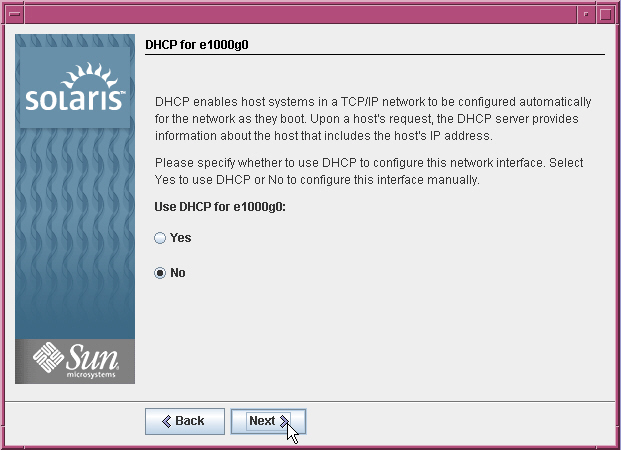 DHCP for e1000g0
solaris™
DHCP enables host systems in a TCP/IP network to be configured automatically
for the network as they boot. Upon a host's request, the DHCP server provides
information about the host that includes the host's IP address.
Please specify whether to use DHCP to configure this network interface. Select
Yes to use DHCP or No to configure this interface manually.
Use DHCP for e1000g0:
Yes
No
Sun
microsystems
Back
Next